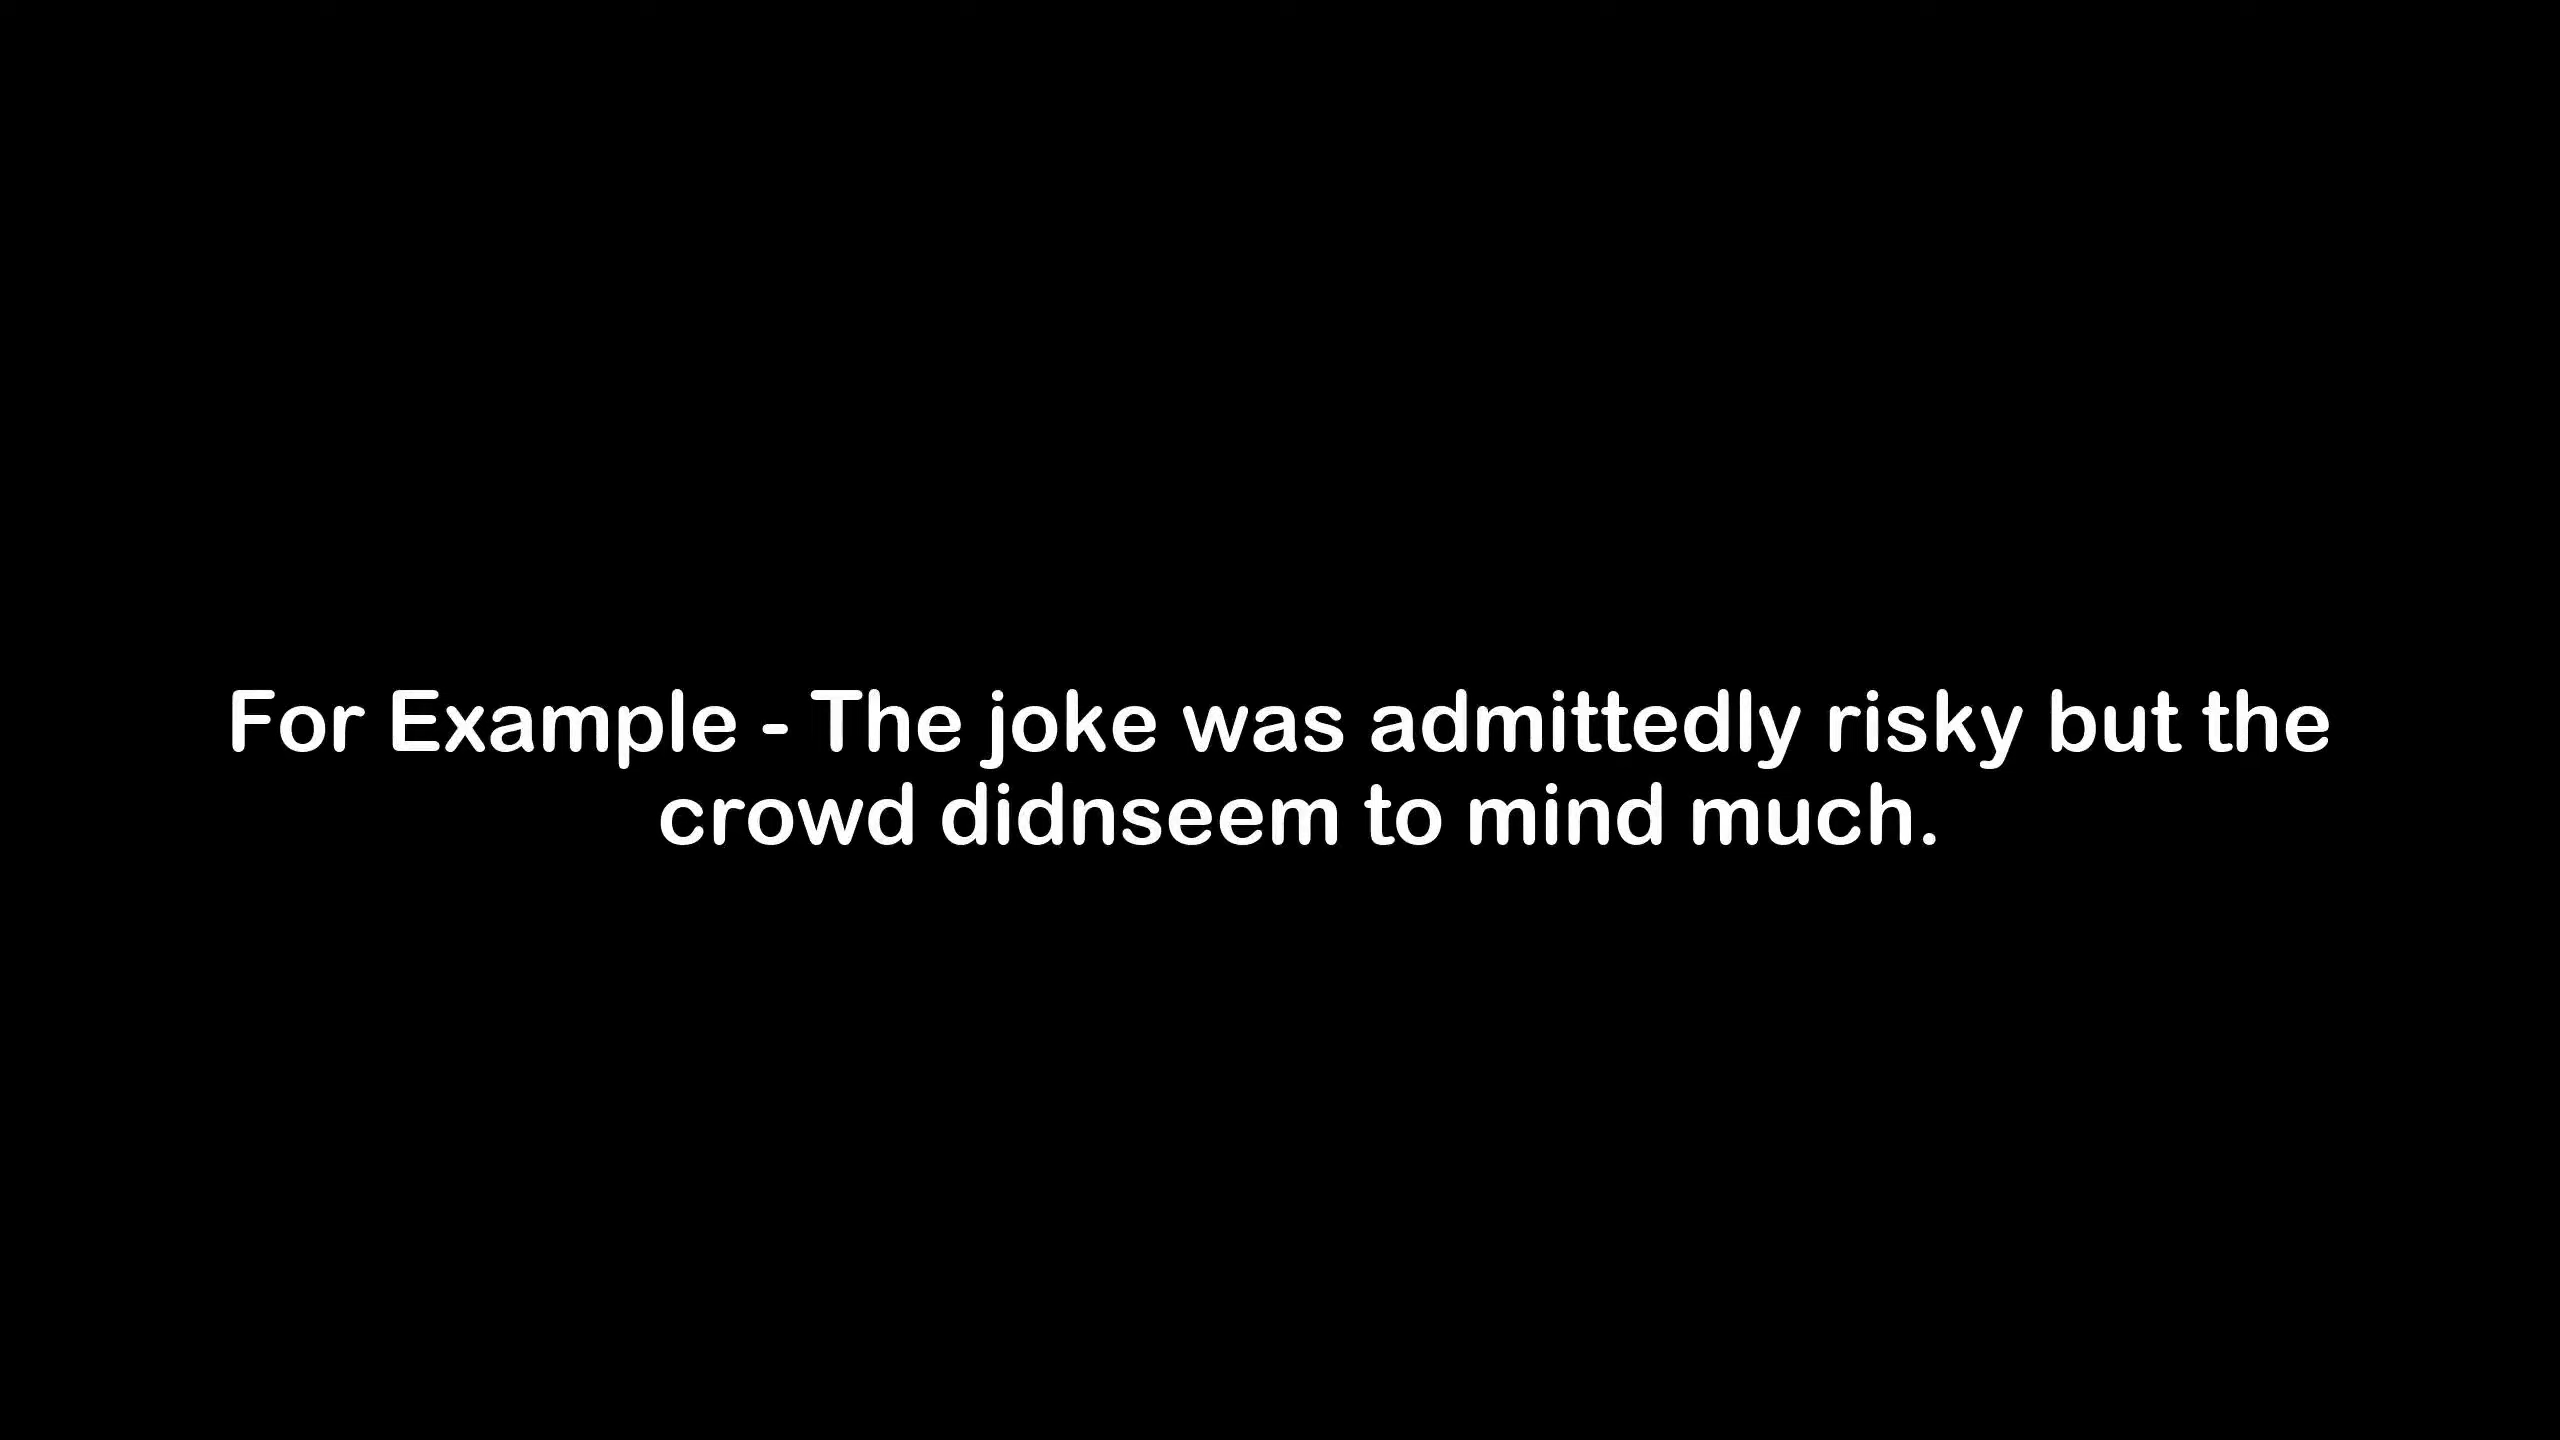 For Example - The joke was admittedly risky but the
crowd didnseem to mind much.